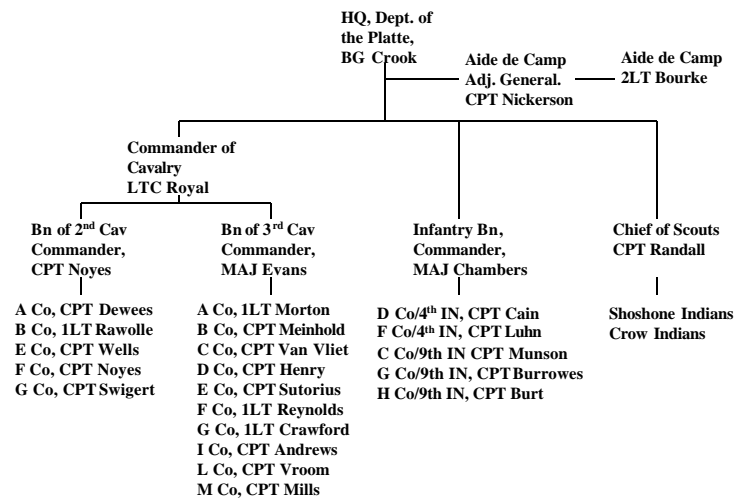 HQ, Dept. of
the Platte,
BG Crook
Aide de Camp
Adj. General.
CPT Nickerson
Aide de Camp
2LT Bourke
Commander of
Cavalry
LTC Royal
Bn of 2nd Cav
Commander,
CPT Noyes
A Co, CPT Dewees
B Co, 1LT Rawolle
E Co, CPT Wells
F Co, CPT Noyes
G Co, CPT Swigert
Bn of 3rd Cav
Commander,
MAJ Evans
A Co, 1LT Morton
B Co, CPT Meinhold
C Co, CPT Van Vliet
D Co, CPT Henry
E Co, CPT Sutorius
F Co, 1LT Reynolds
G Co, 1LT Crawford
I Co, CPT Andrews
L Co, CPT Vroom
M Co, CPT Mills
Infantry Bn,
Commander,
MAJ Chambers
D Co/4th IN, CPT Cain
F Co/4th IN, CPT Luhn
C Co/9th IN CPT Munson
G Co/9th IN, CPT Burrowes
H Co/9th IN, CPT Burt
Chief of Scouts
CPT Randall
Shoshone Indians
Crow Indians